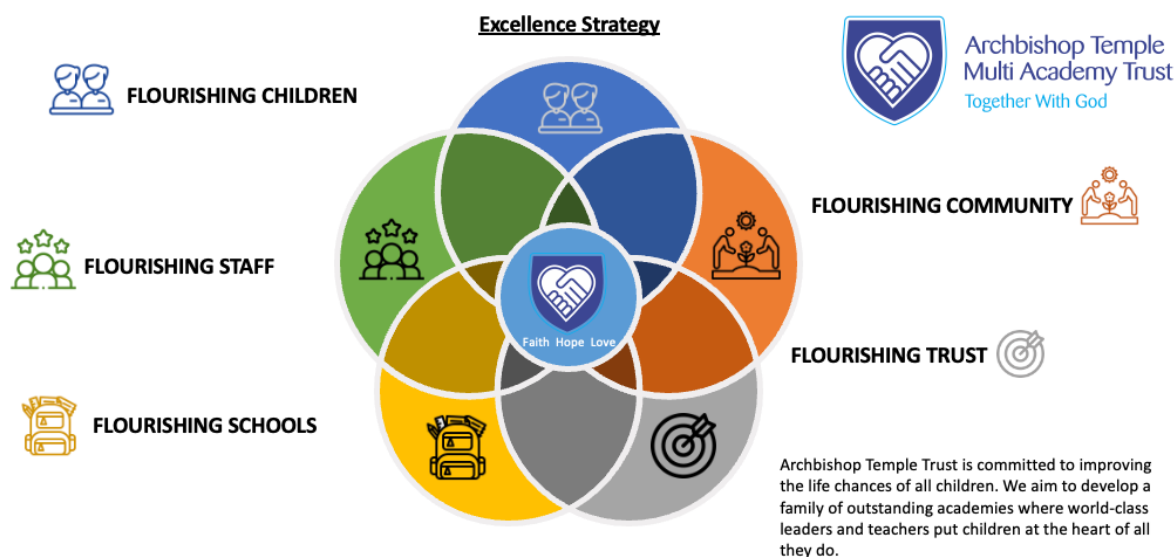 Excellence Strategy
Archbishop Temple
Multi Academy Trust
Together With God
FLOURISHING CHILDREN
FLOURISHING COMMUNITY
FLOURISHING STAFF
Faith Hope Love
FLOURISHING TRUST
FLOURISHING SCHOOLS
Archbishop Temple Trust is committed to improving
the life chances of all children. We aim to develop a
family of outstanding academies where world-class
leaders and teachers put children at the heart of all
they do.